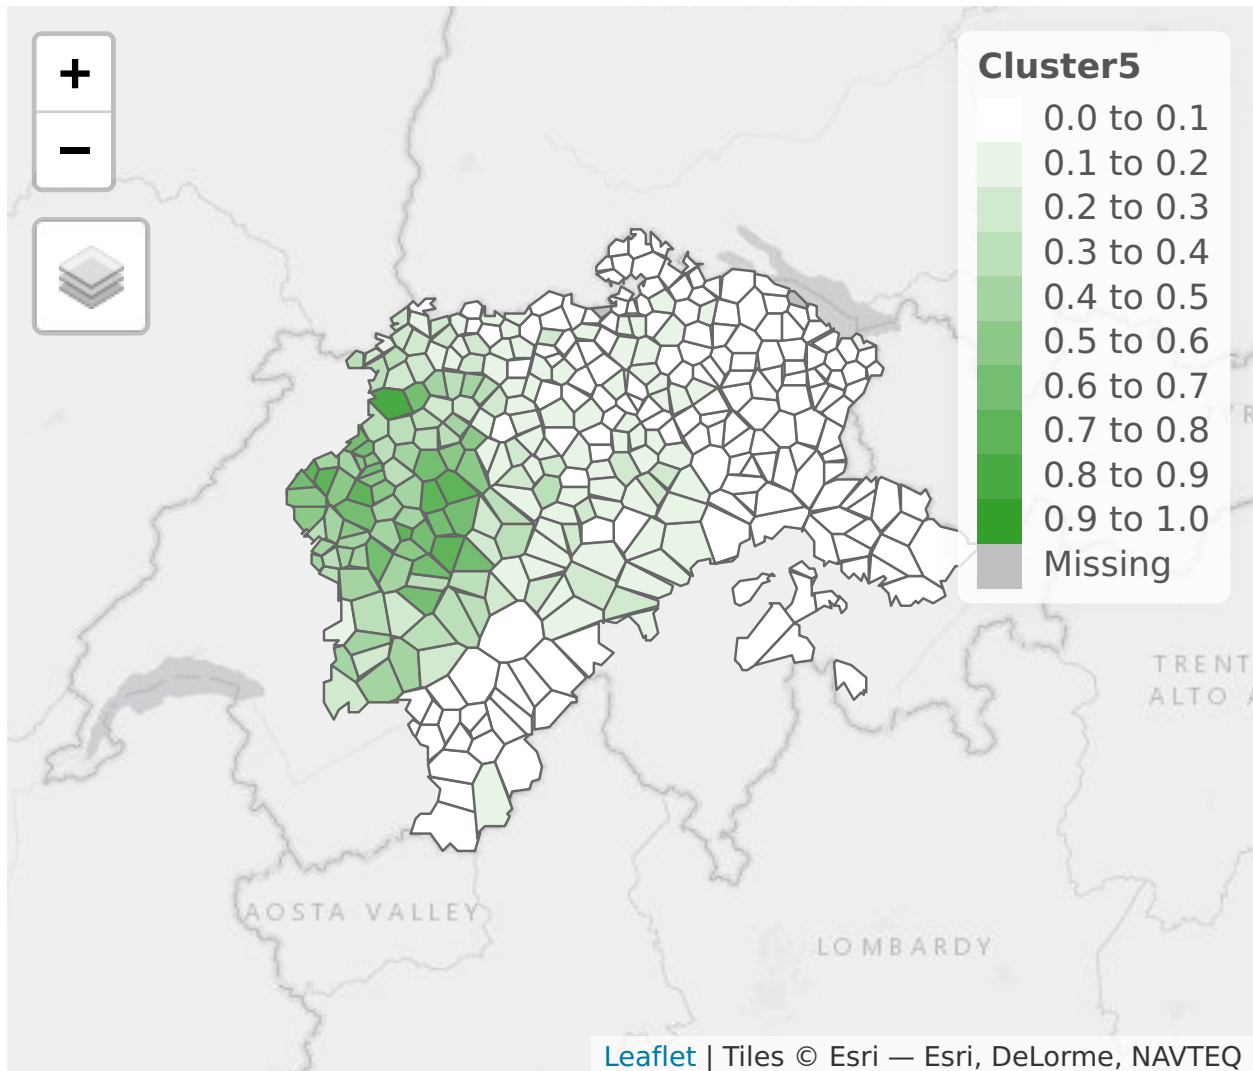 +
−
Cluster5
0.0 to 0.1
0.1 to 0.2
0.2 to 0.3
0.3 to 0.4
0.4 to 0.5
0.5 to 0.6
0.6 to 0.7
0.7 to 0.8
0.8 to 0.9
0.9 to 1.0
Missing
TYR
TRENT
ALTO A
AOSTA VALLEY
LOMBARDY
Leaflet | Tiles © Esri — Esri, DeLorme, NAVTEQ